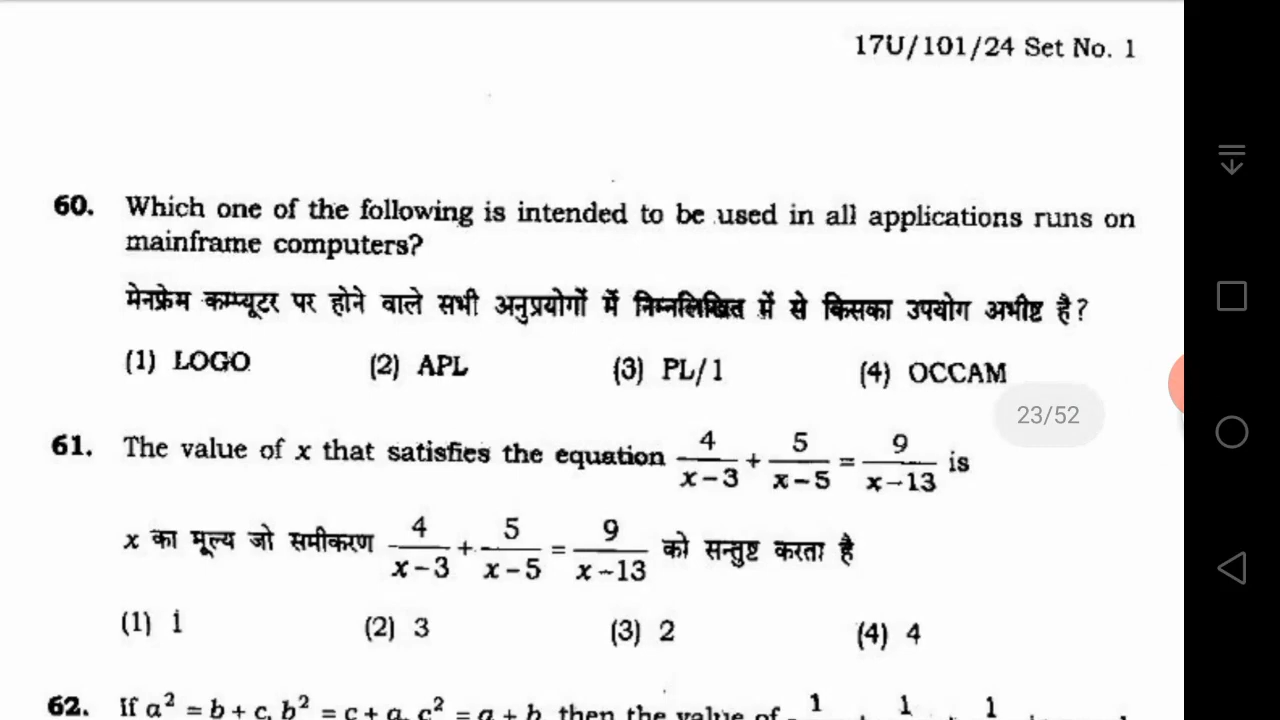 17U/101/24 Set No. 1
60. Which one of the following is intended to be used in all applications runs on
mainframe computers?
मेनफ्रेम कम्प्यूटर पर होने वाले सभी अनुप्रयोगों में निम्नलिखित में से किसका उपयोग अभीष्ट है?
(1) LOGO (2) APL (3) PL/1 (4) OCCAM
23/52
61. The value of x that satisfies the equation 4/(x-3) + 5/(x-5) = 9/(x-13) is
x का मूल्य जो समीकरण 4/(x-3) + 5/(x-5) = 9/(x-13) को सन्तुष्ट करता है
(1) 1 (2) 3 (3) 2 (4) 4
62. If a² = b + c, b² = c + a, c² = a + b, then the value of